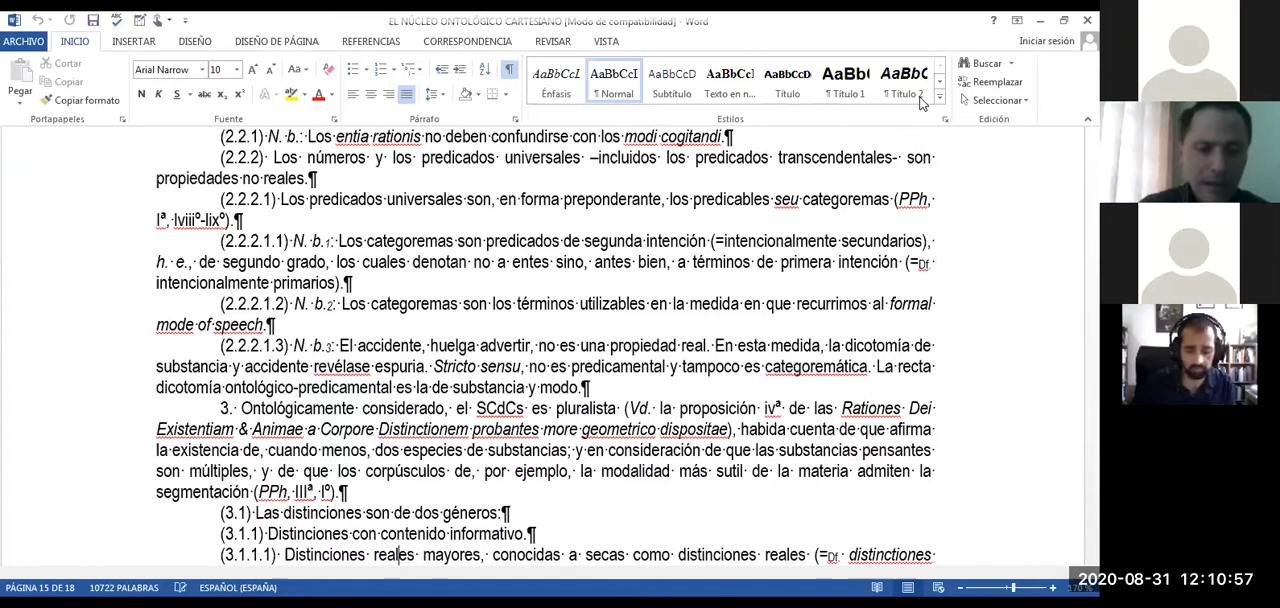 EL NÚCLEO ONTOLÓGICO CARTESIANO [Modo de compatibilidad] - Word
ARCHIVO INICIO INSERTAR DISEÑO DISEÑO DE PÁGINA REFERENCIAS CORRESPONDENCIA REVISAR VISTA Iniciar sesión
Pegar Cortar Copiar Copiar formato
Arial Narrow 10
N K S abc x₂ x²
AaBbCcI AaBbCcI AaBbCcD AaBbCcI AaBbCcD AaBb( AaBbC
Énfasis ¶ Normal Subtítulo Texto en n... Título ¶ Título 1 ¶ Título 2
Buscar Reemplazar Seleccionar
Portapapeles Fuente Párrafo Estilos Edición
(2.2.1) N. b.: Los entia rationis no deben confundirse con los modi cogitandi.¶
(2.2.2) Los números y los predicados universales –incluidos los predicados transcendentales- son
propiedades no reales.¶
(2.2.2.1) Los predicados universales son, en forma preponderante, los predicables seu categoremas (PPh,
Iª, lviiiº-lixº).¶
(2.2.2.1.1) N. b.₁: Los categoremas son predicados de segunda intención (=intencionalmente secundarios),
h. e., de segundo grado, los cuales denotan no a entes sino, antes bien, a términos de primera intención (=Df.
intencionalmente primarios).¶
(2.2.2.1.2) N. b.₂: Los categoremas son los términos utilizables en la medida en que recurrimos al formal
mode of speech.¶
(2.2.2.1.3) N. b.₃: El accidente, huelga advertir, no es una propiedad real. En esta medida, la dicotomía de
substancia y accidente revélase espuria. Stricto sensu, no es predicamental y tampoco es categoremática. La recta
dicotomía ontológico-predicamental es la de substancia y modo.¶
3. Ontológicamente considerado, el SCdCs es pluralista (Vd. la proposición ivª de las Rationes Dei
Existentiam & Animae a Corpore Distinctionem probantes more geometrico dispositae), habida cuenta de que afirma
la existencia de, cuando menos, dos especies de substancias; y en consideración de que las substancias pensantes
son múltiples, y de que los corpúsculos de, por ejemplo, la modalidad más sutil de la materia admiten la
segmentación (PPh, IIIª, Iº).¶
(3.1) Las distinciones son de dos géneros:¶
(3.1.1) Distinciones con contenido informativo.¶
(3.1.1.1) Distinciones reales mayores, conocidas a secas como distinciones reales (=Df. distinctiones
PÁGINA 15 DE 18 10722 PALABRAS ESPAÑOL (ESPAÑA) 170 %
2020-08-31 12:10:57